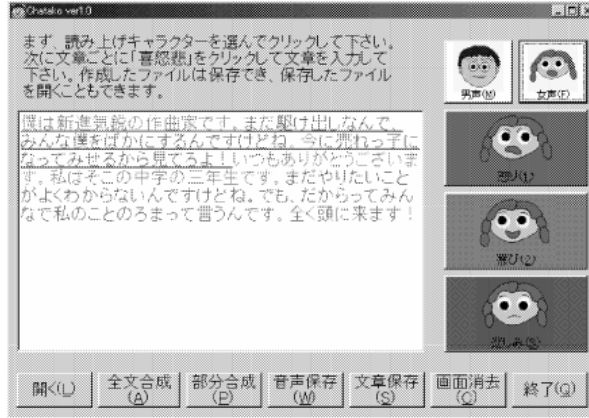 Chatako ver1.0
まず、読み上げキャラクターを選んでクリックして下さい。
次に文章ごとに「喜怒悲」をクリックして文章を入力して
下さい。作成したファイルは保存でき、保存したファイル
を開くこともできます。
僕は新進気鋭の作曲家です。まだ駆け出しなんで、
みんな僕をばかにするんですけどね。今に売れっ子に
なってみせるから見てろよ！いつもありがとうございま
す。私はそこの中学の三年生です。まだやりたいこと
がよくわからないんですけどね。でも、だからってみん
なで私のことのろまって言うんです。全く頭に来ます！
男声(M)
女声(F)
怒り(1)
喜び(2)
悲しみ(3)
開く(L)
全文合成(A)
部分合成(P)
音声保存(W)
文章保存(S)
画面消去(C)
終了(Q)